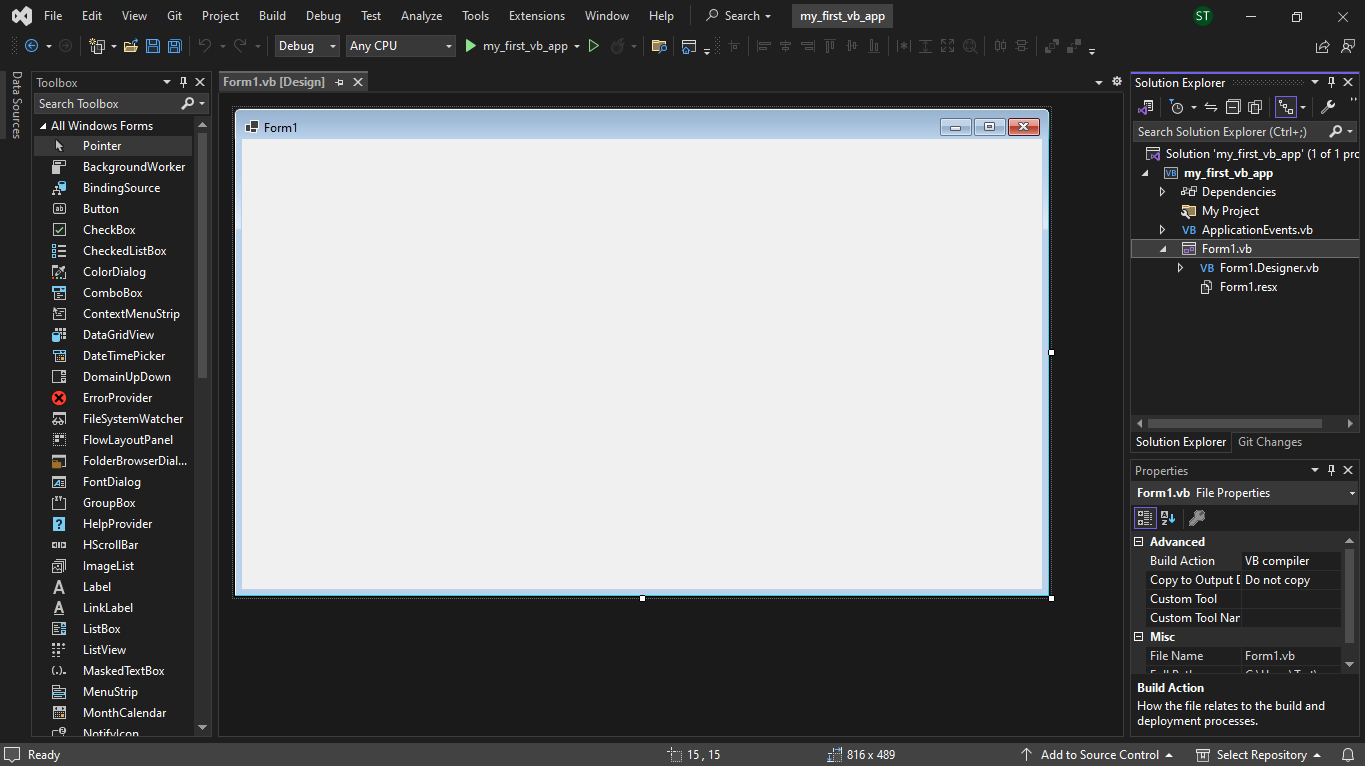 File Edit View Git Project Build Debug Test Analyze Tools Extensions Window Help Search my_first_vb_app ST
Debug Any CPU my_first_vb_app
Data Sources
Toolbox
Search Toolbox
All Windows Forms
Pointer
BackgroundWorker
BindingSource
Button
CheckBox
CheckedListBox
ColorDialog
ComboBox
ContextMenuStrip
DataGridView
DateTimePicker
DomainUpDown
ErrorProvider
FileSystemWatcher
FlowLayoutPanel
FolderBrowserDial...
FontDialog
GroupBox
HelpProvider
HScrollBar
ImageList
Label
LinkLabel
ListBox
ListView
MaskedTextBox
MenuStrip
MonthCalendar
NotifyIcon
Form1.vb [Design]
Form1
Solution Explorer
Search Solution Explorer (Ctrl+;)
Solution 'my_first_vb_app' (1 of 1 prc
VB my_first_vb_app
Dependencies
My Project
VB ApplicationEvents.vb
Form1.vb
VB Form1.Designer.vb
Form1.resx
Solution Explorer Git Changes
Properties
Form1.vb File Properties
Advanced
Build Action VB compiler
Copy to Output D Do not copy
Custom Tool
Custom Tool Nar
Misc
File Name Form1.vb
Build Action
How the file relates to the build and
deployment processes.
Ready 15 , 15 816 x 489 Add to Source Control Select Repository